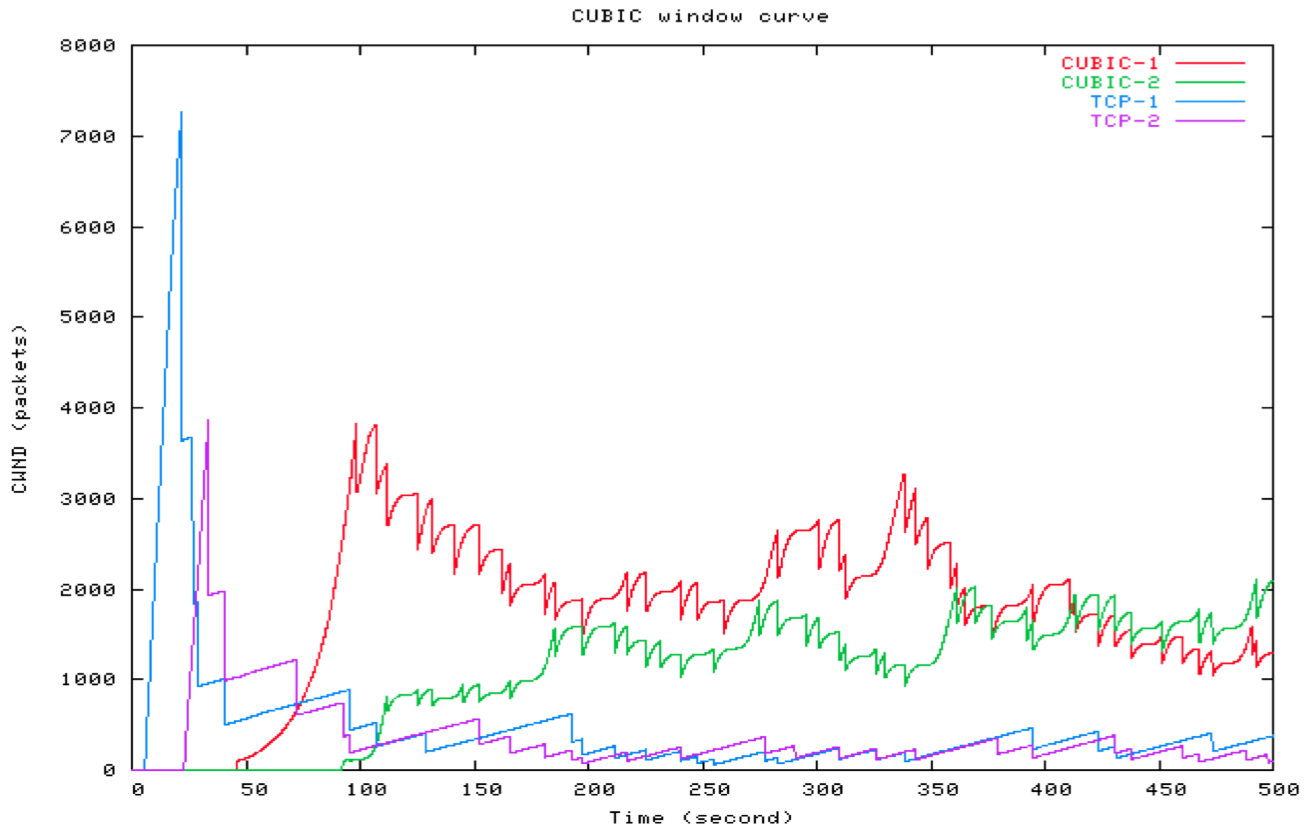 CUBIC window curve
8000
7000
6000
5000
4000
3000
2000
1000
0
CWND (packets)
CUBIC-1
CUBIC-2
TCP-1
TCP-2
0 50 100 150 200 250 300 350 400 450 500
Time (second)